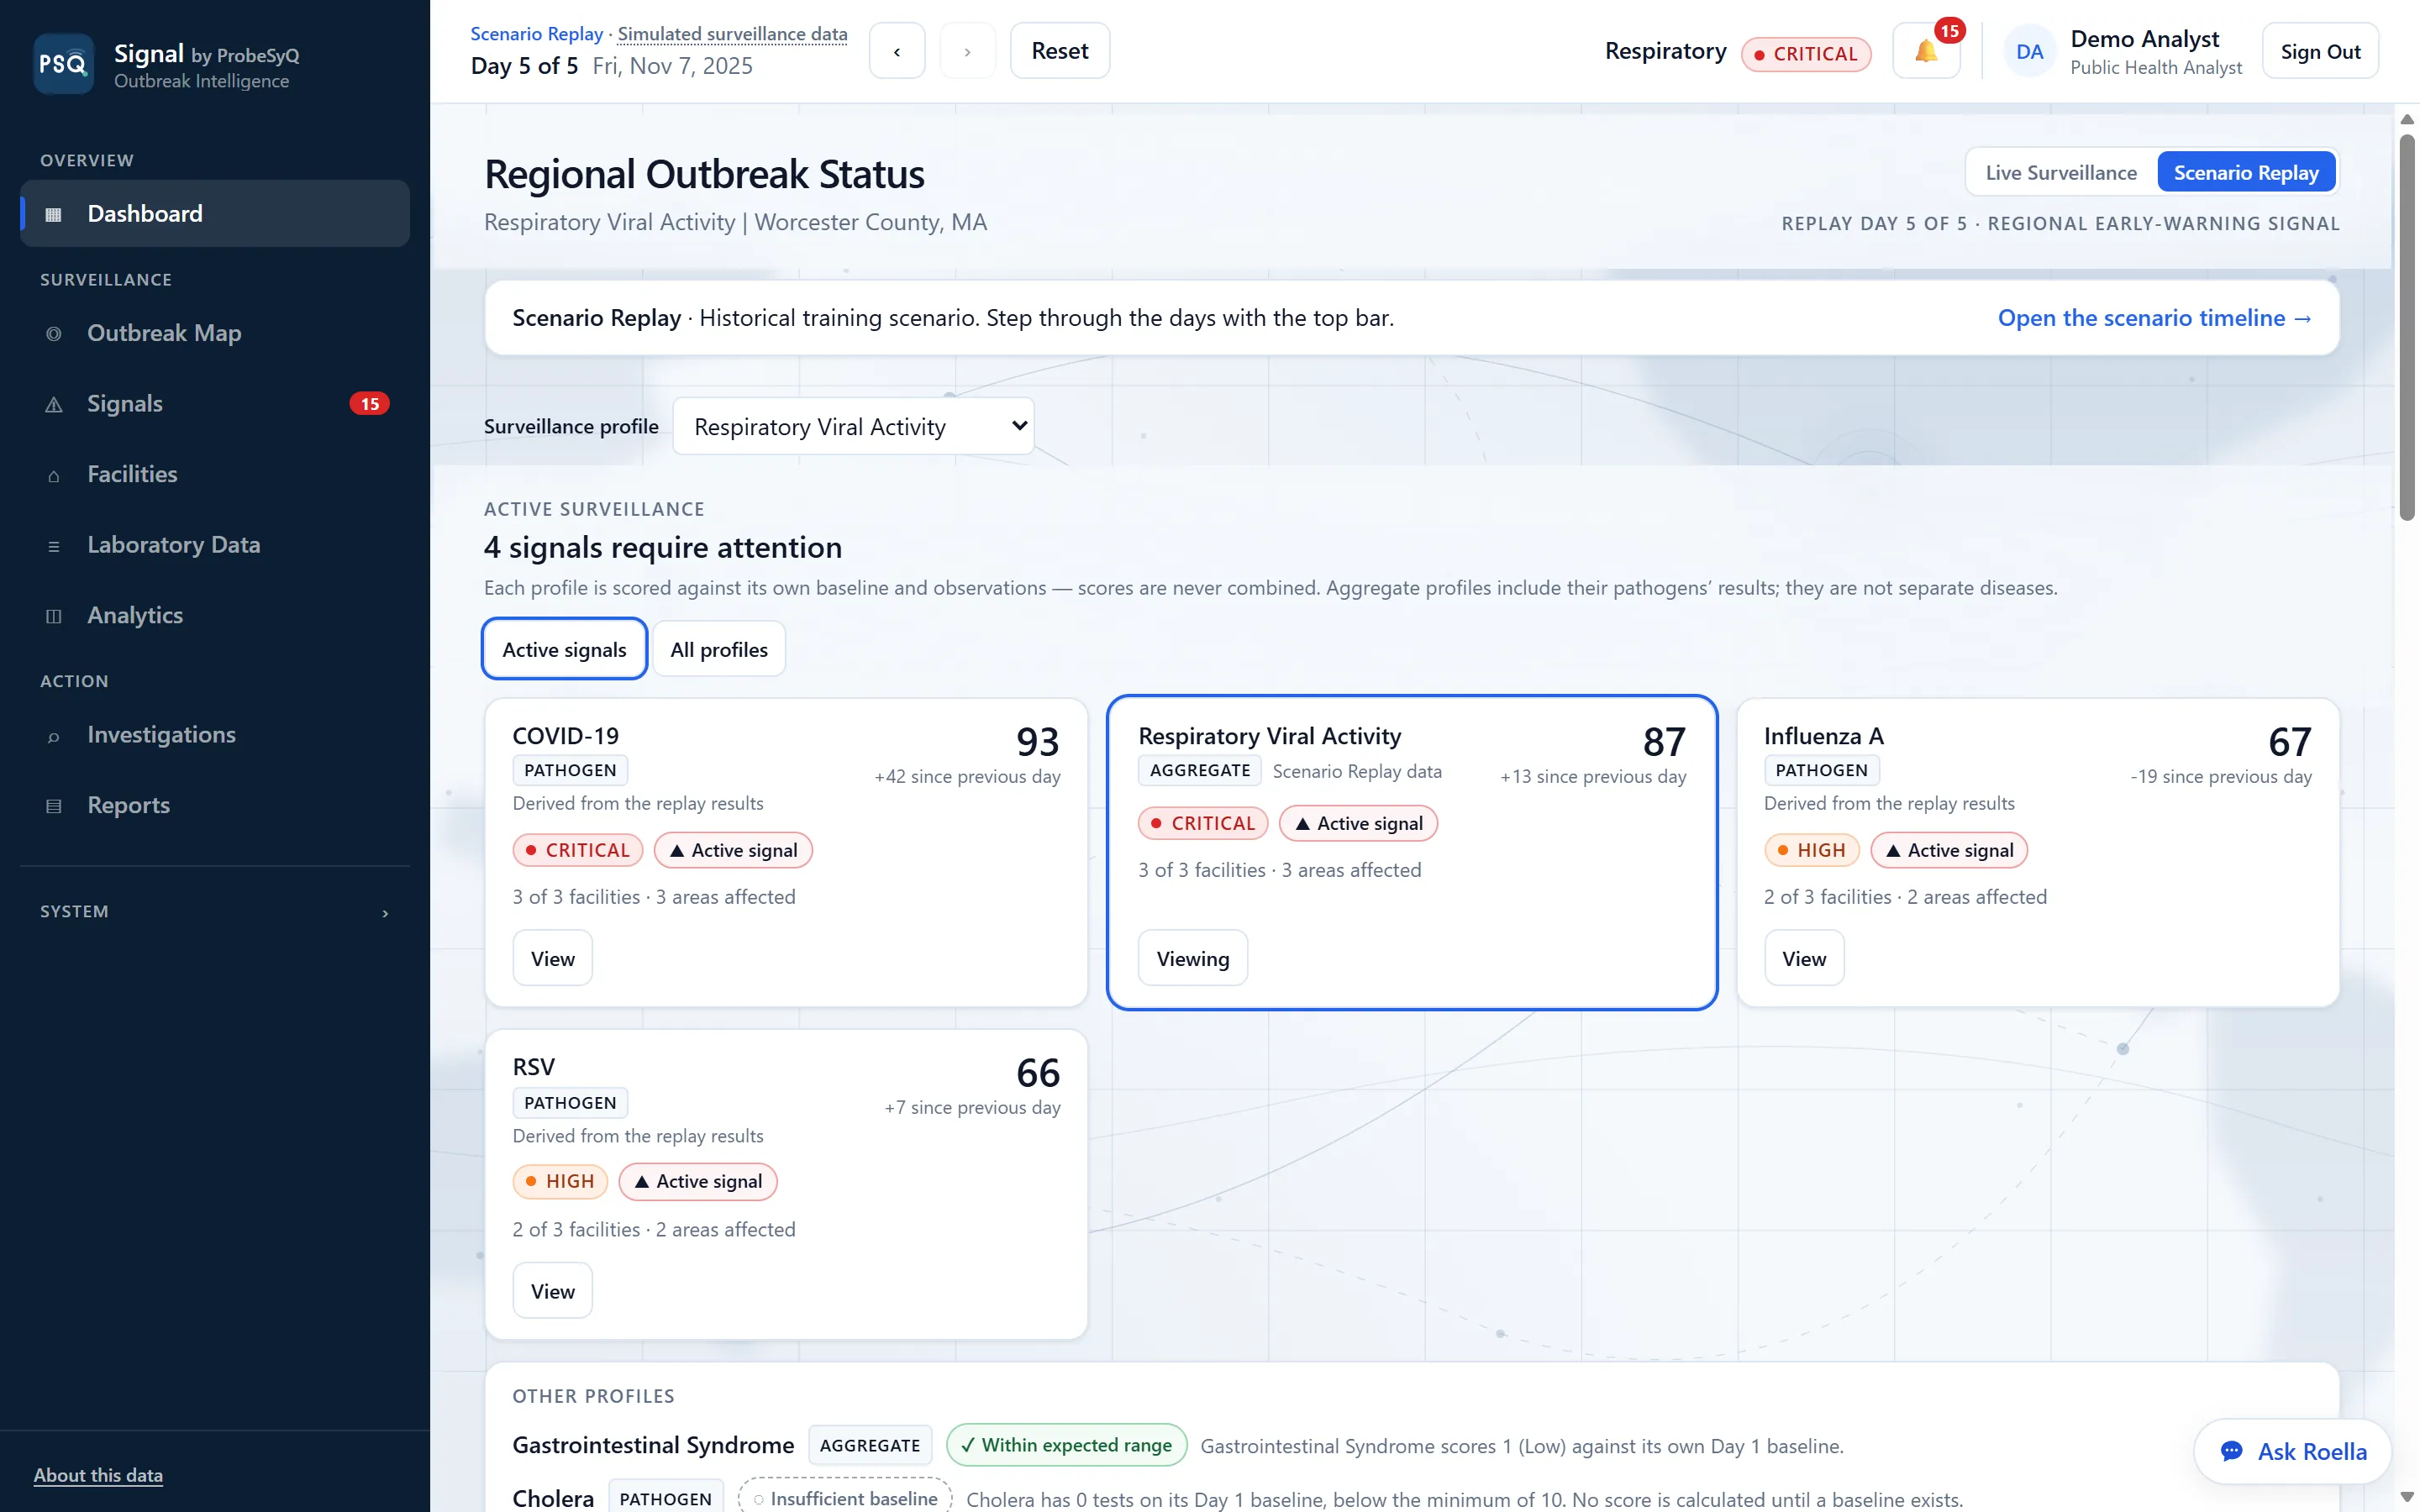 PSQ
Signal by ProbeSyQ
Outbreak Intelligence
OVERVIEW
Dashboard
SURVEILLANCE
Outbreak Map
Signals 15
Facilities
Laboratory Data
Analytics
ACTION
Investigations
Reports
SYSTEM ›
About this data
Scenario Replay · Simulated surveillance data
Day 5 of 5 Fri, Nov 7, 2025
‹ › Reset
Respiratory CRITICAL
15
DA
Demo Analyst
Public Health Analyst
Sign Out
Regional Outbreak Status
Respiratory Viral Activity | Worcester County, MA
Live Surveillance Scenario Replay
REPLAY DAY 5 OF 5 · REGIONAL EARLY-WARNING SIGNAL
Scenario Replay · Historical training scenario. Step through the days with the top bar.
Open the scenario timeline →
Surveillance profile Respiratory Viral Activity
ACTIVE SURVEILLANCE
4 signals require attention
Each profile is scored against its own baseline and observations — scores are never combined. Aggregate profiles include their pathogens’ results; they are not separate diseases.
Active signals All profiles
COVID-19 93
PATHOGEN +42 since previous day
Derived from the replay results
CRITICAL ▲ Active signal
3 of 3 facilities · 3 areas affected
View
Respiratory Viral Activity 87
AGGREGATE Scenario Replay data +13 since previous day
CRITICAL ▲ Active signal
3 of 3 facilities · 3 areas affected
Viewing
Influenza A 67
PATHOGEN -19 since previous day
Derived from the replay results
HIGH ▲ Active signal
2 of 3 facilities · 2 areas affected
View
RSV 66
PATHOGEN +7 since previous day
Derived from the replay results
HIGH ▲ Active signal
2 of 3 facilities · 2 areas affected
View
OTHER PROFILES
Gastrointestinal Syndrome AGGREGATE ✓ Within expected range Gastrointestinal Syndrome scores 1 (Low) against its own Day 1 baseline.
Cholera PATHOGEN Insufficient baseline Cholera has 0 tests on its Day 1 baseline, below the minimum of 10. No score is calculated until a baseline exists.
Ask Roella